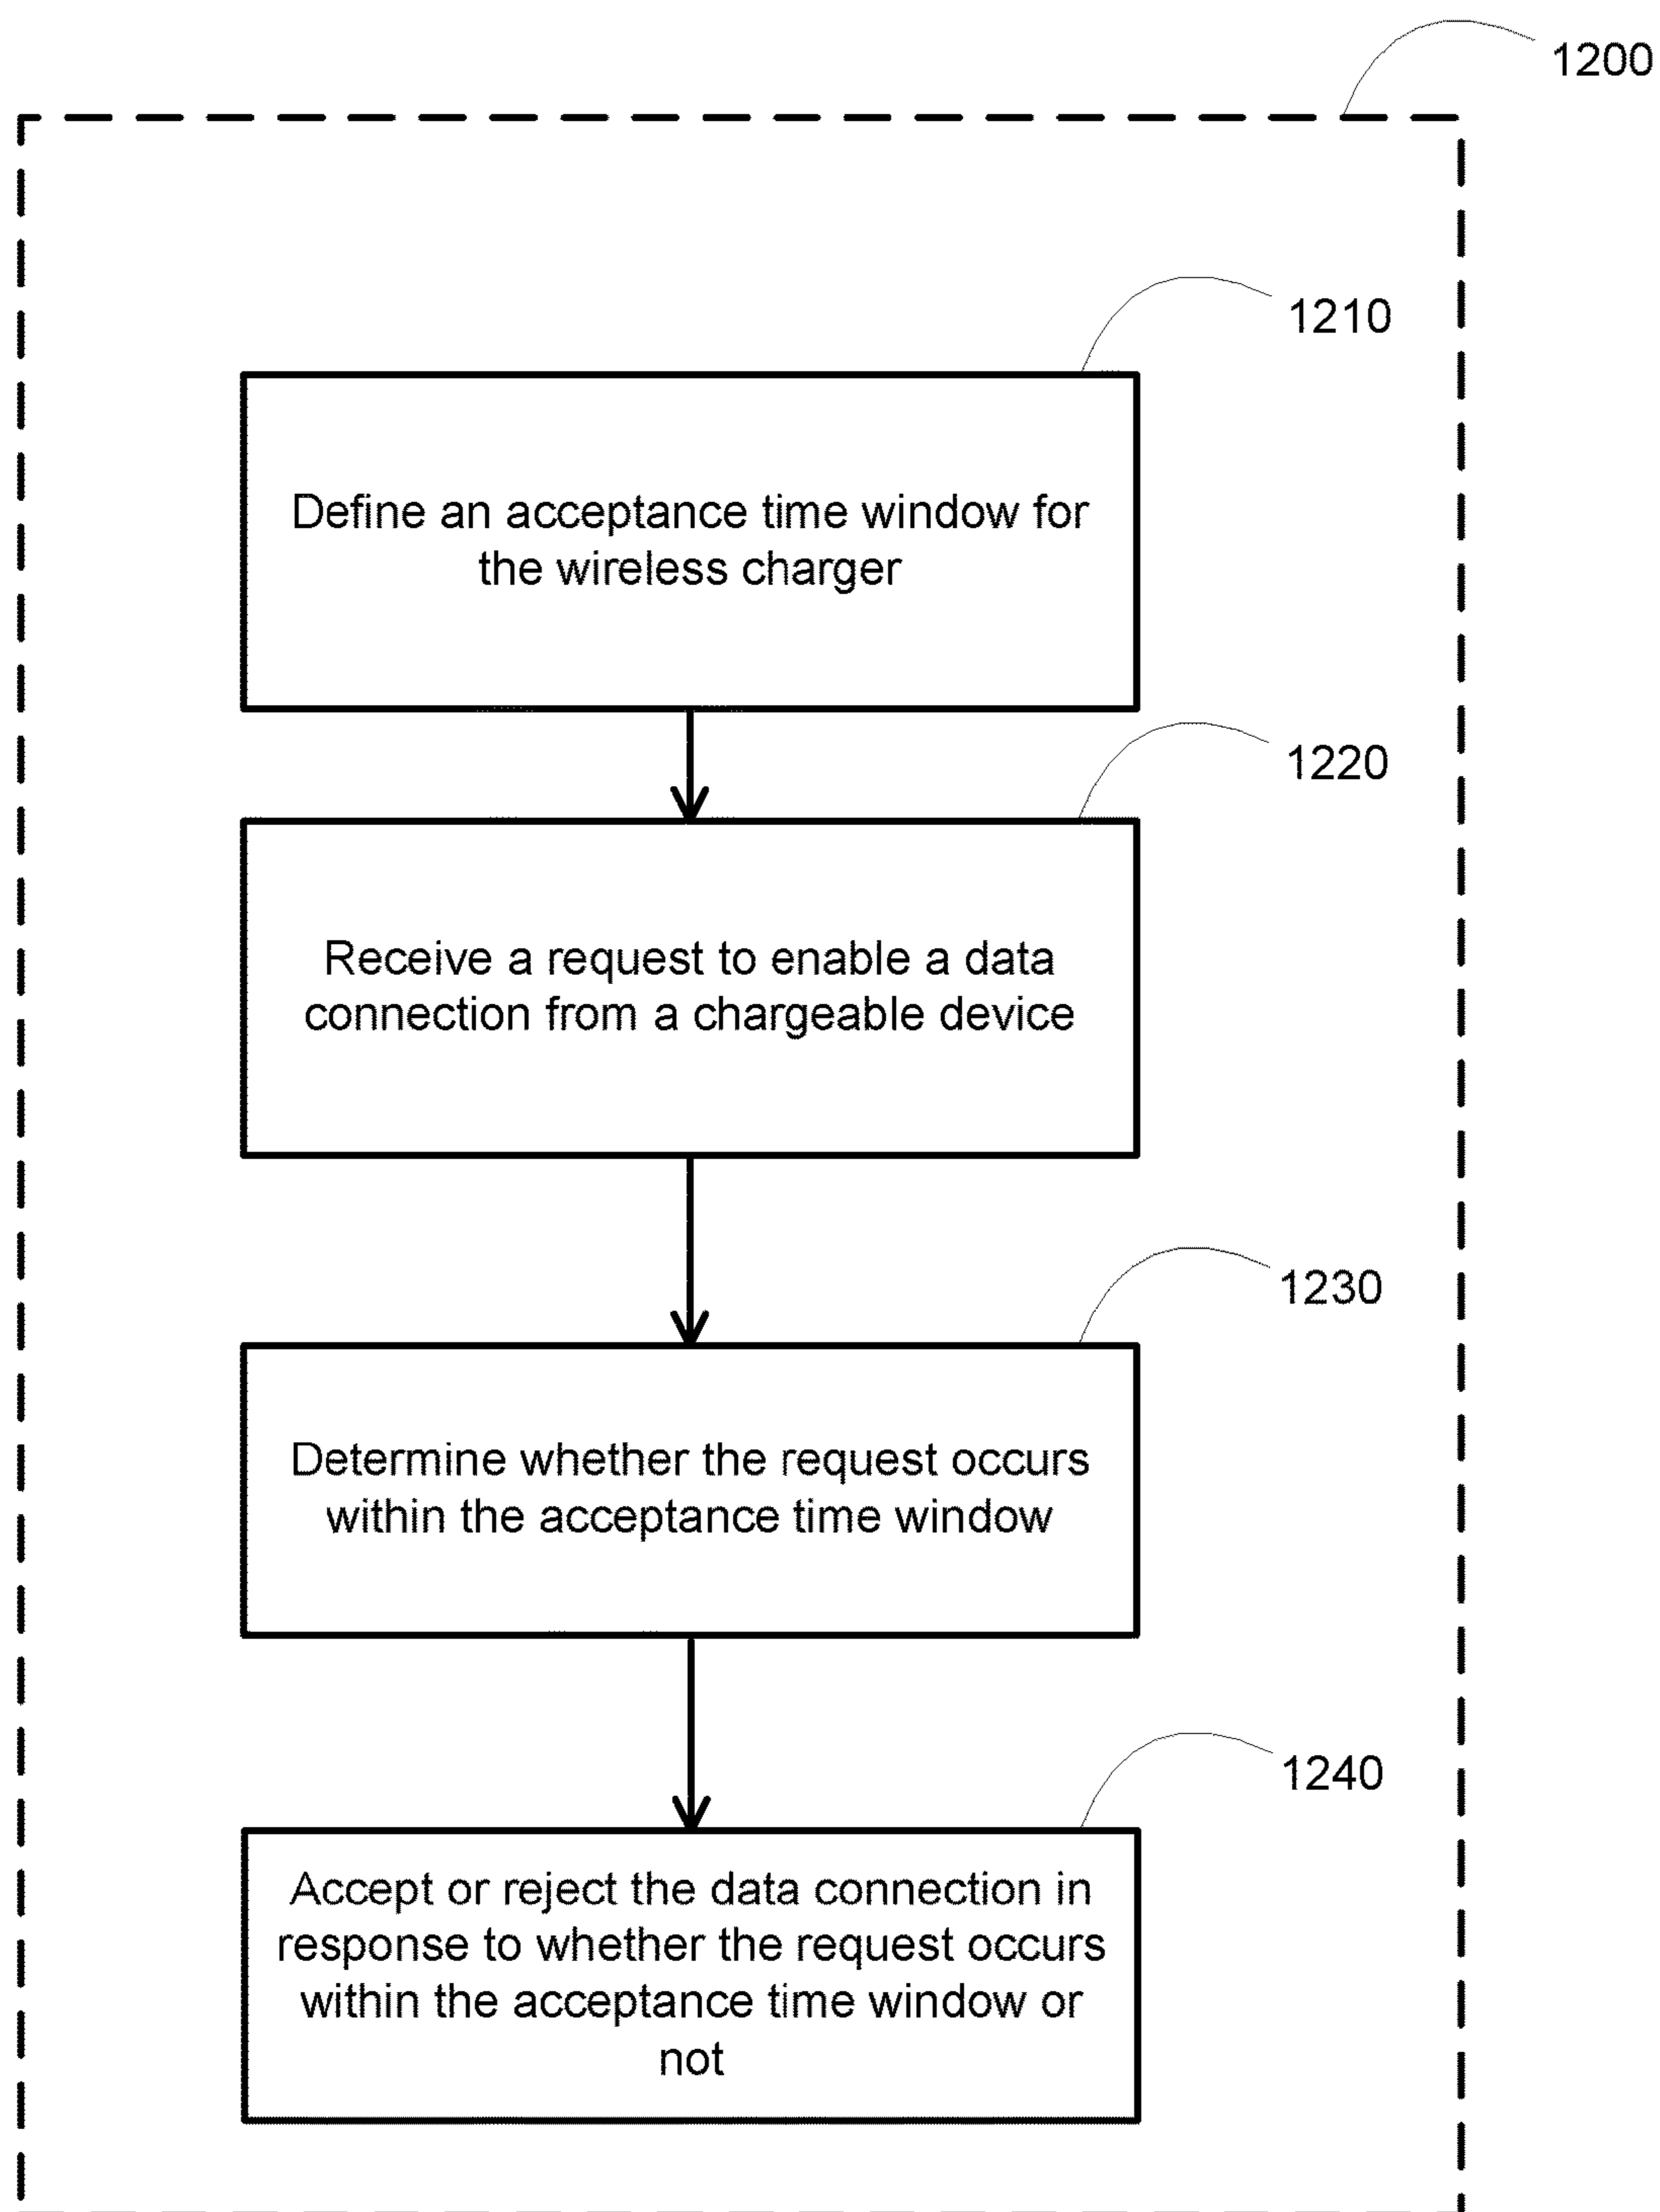 1200
1210
Define an acceptance time window for
the wireless charger
1220
Receive a request to enable a data
connection from a chargeable device
1230
Determine whether the request occurs
within the acceptance time window
1240
Accept or reject the data connection in
response to whether the request occurs
within the acceptance time window or
not